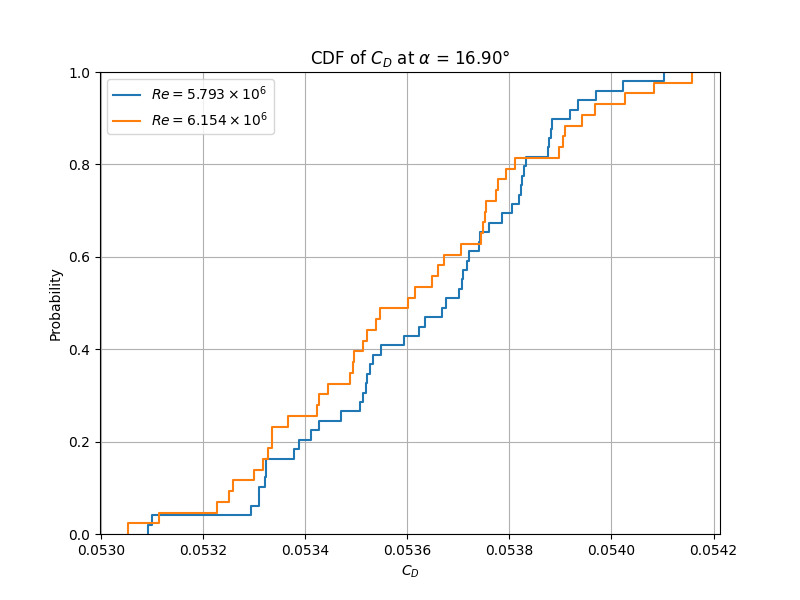 CDF of $C_D$ at $\alpha$ = 16.90°
$Re = 5.793 \times 10^6$
$Re = 6.154 \times 10^6$
Probability
1.0
0.8
0.6
0.4
0.2
0.0
0.0530 0.0532 0.0534 0.0536 0.0538 0.0540 0.0542
$C_D$